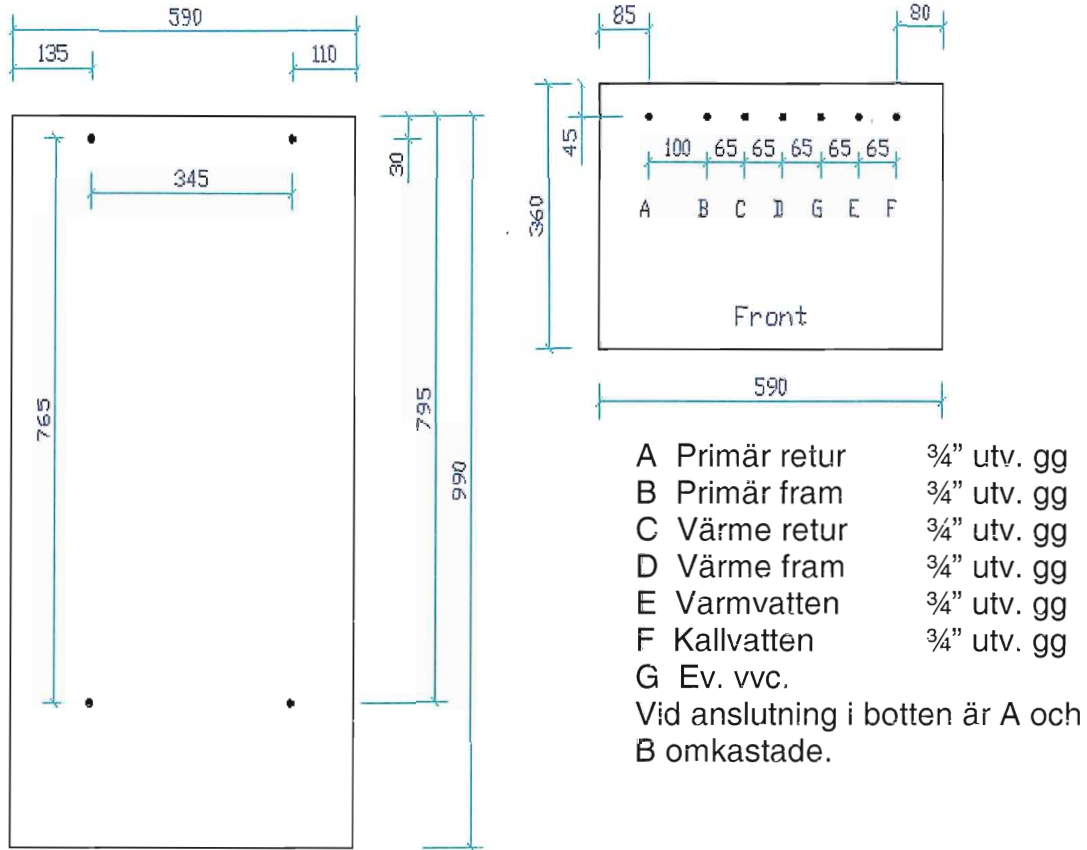 590
135
110
345
30
765
795
990
85
80
45
100 65 65 65 65 65
A B C D G E F
360
Front
590
A Primär retur ¾” utv. gg
B Primär fram ¾” utv. gg
C Värme retur ¾” utv. gg
D Värme fram ¾” utv. gg
E Varmvatten ¾” utv. gg
F Kallvatten ¾” utv. gg
G Ev. vvc.
Vid anslutning i botten är A och
B omkastade.